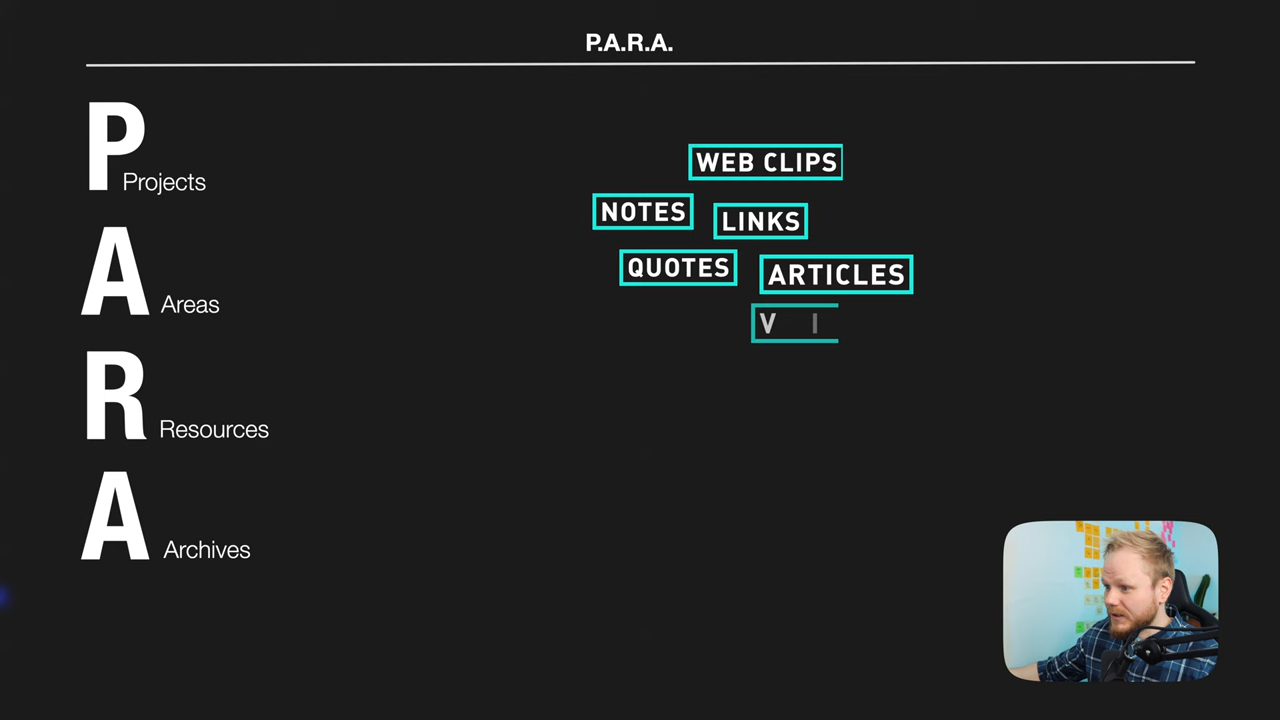 P.A.R.A.
P
Projects
A
Areas
R
Resources
A
Archives
WEB CLIPS
NOTES
LINKS
QUOTES
ARTICLES
V I